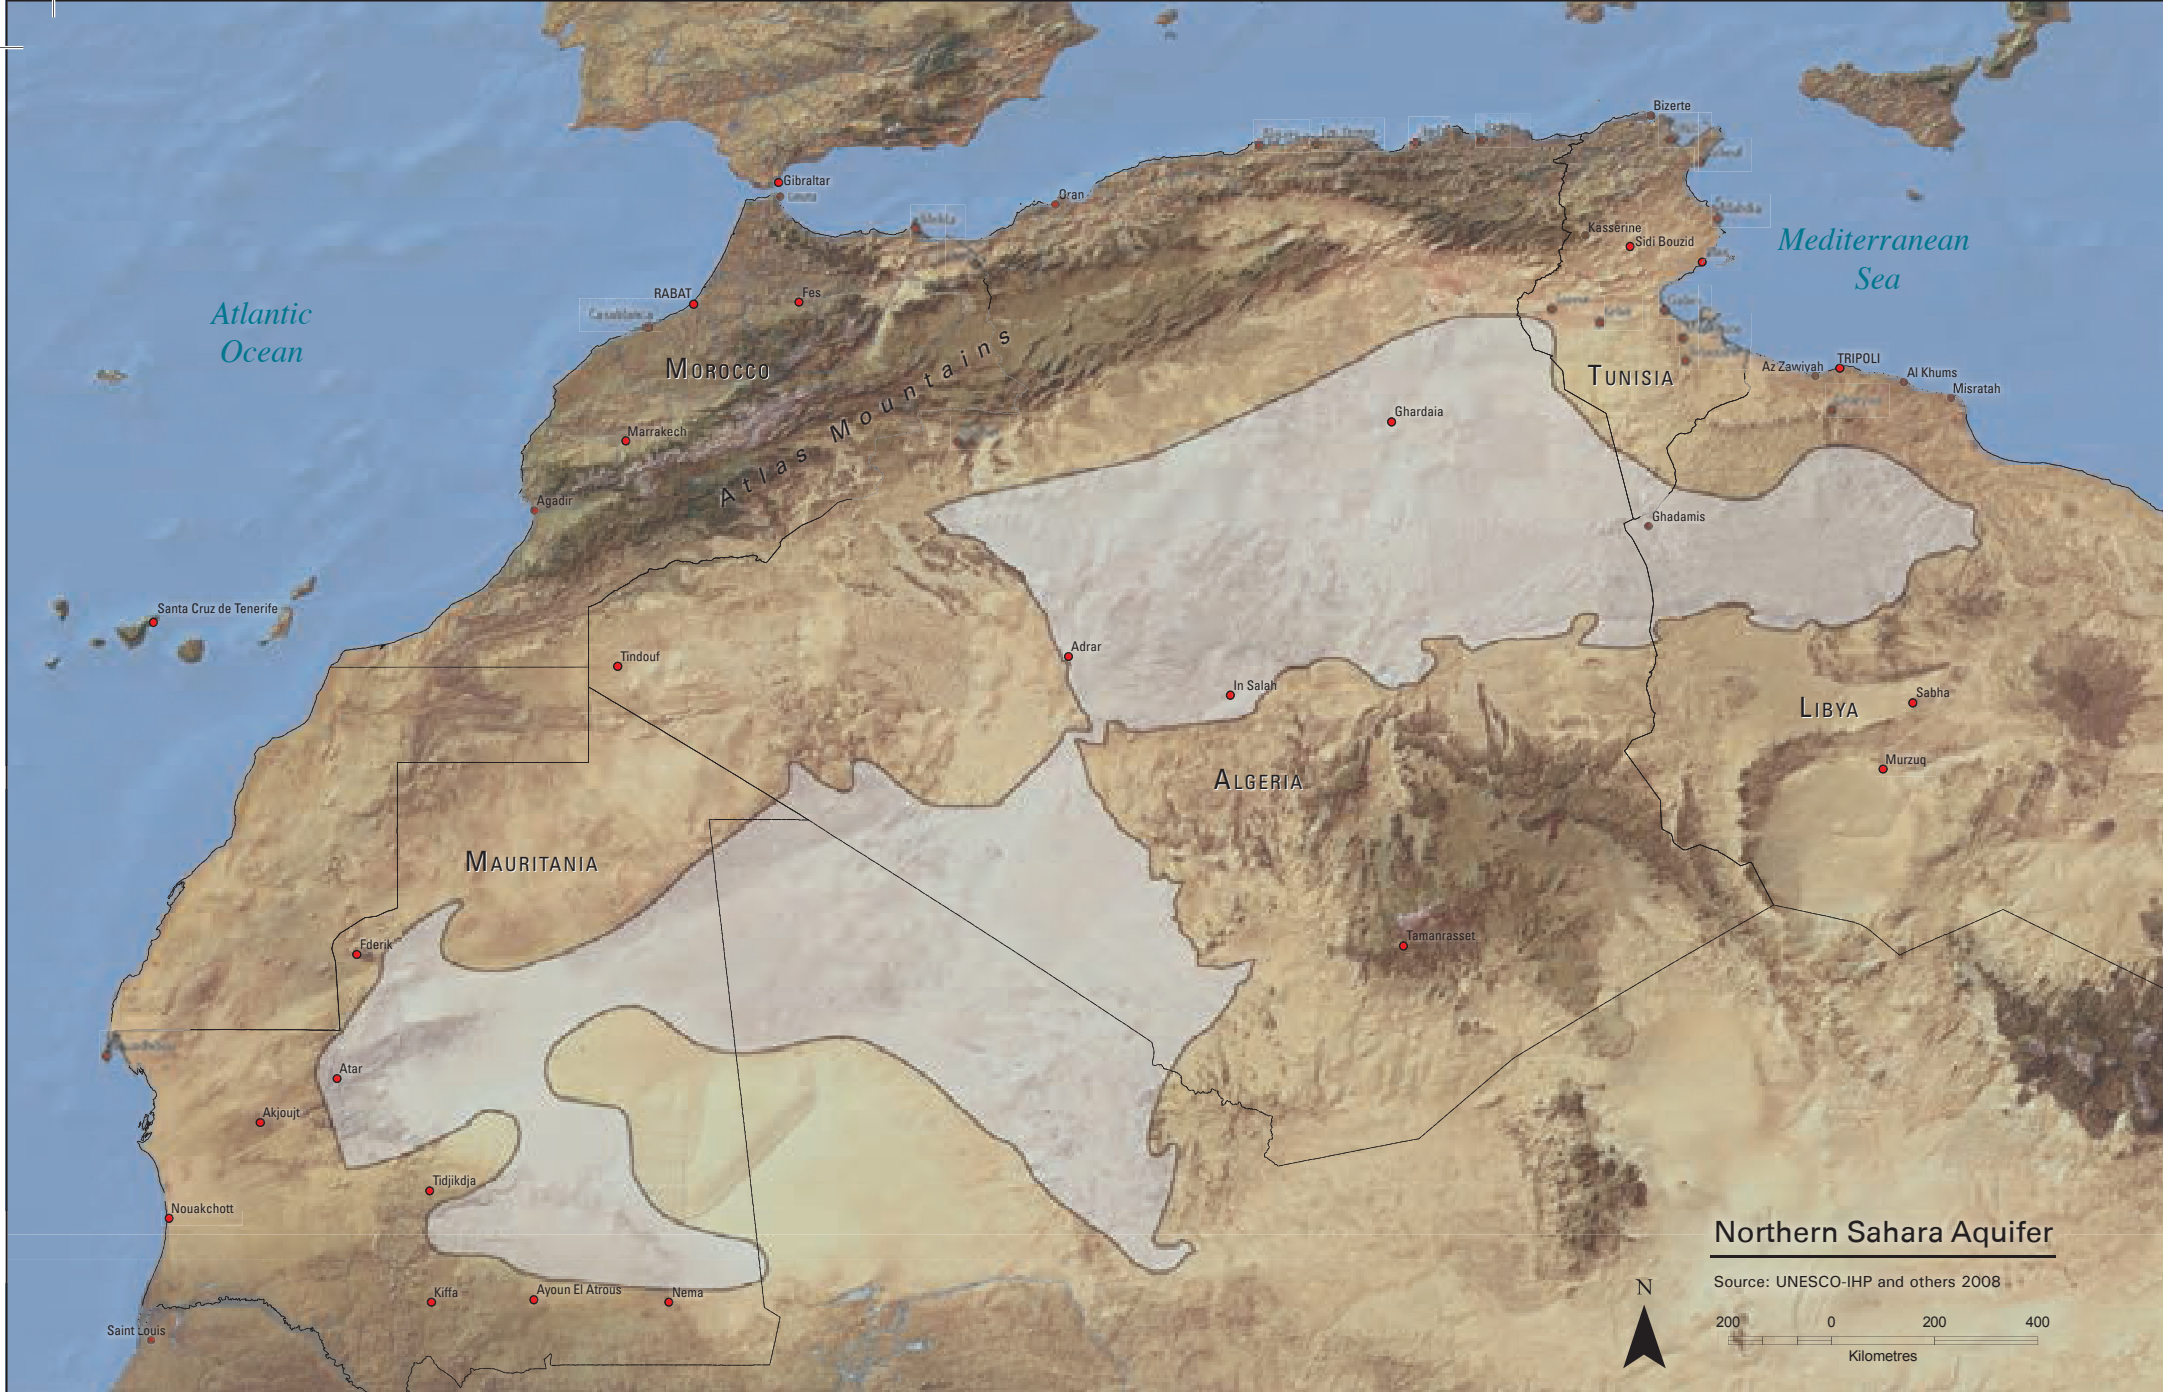 Bizerte
Gibraltar
Ceuta
Oran
Melilla
Kasserine
Sidi Bouzid
Mediterranean
Sea
Atlantic
Ocean
RABAT
Fes
Casablanca
MOROCCO
Atlas Mountains
TUNISIA
TRIPOLI
Az Zawiyah
Al Khums
Misratah
Ghardaia
Marrakech
Agadir
Ghadamis
Santa Cruz de Tenerife
Tindouf
Adrar
In Salah
LIBYA
Sabha
Murzuq
ALGERIA
MAURITANIA
Fderik
Tamanrasset
Atar
Akjoujt
Tidjikdja
Nouakchott
Kiffa
Ayoun El Atrous
Nema
Saint Louis
Northern Sahara Aquifer
Source: UNESCO-IHP and others 2008
N
200 0 200 400
Kilometres